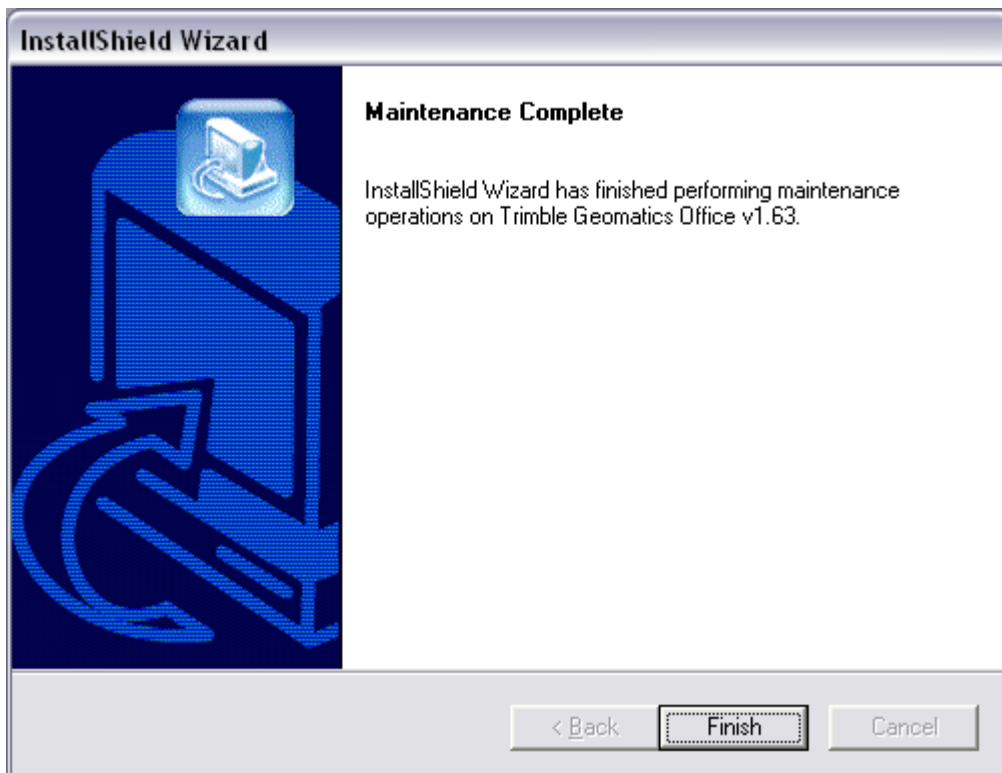 InstallShield Wizard
Maintenance Complete
InstallShield Wizard has finished performing maintenance
operations on Trimble Geomatics Office v1.63.
< Back
Finish
Cancel